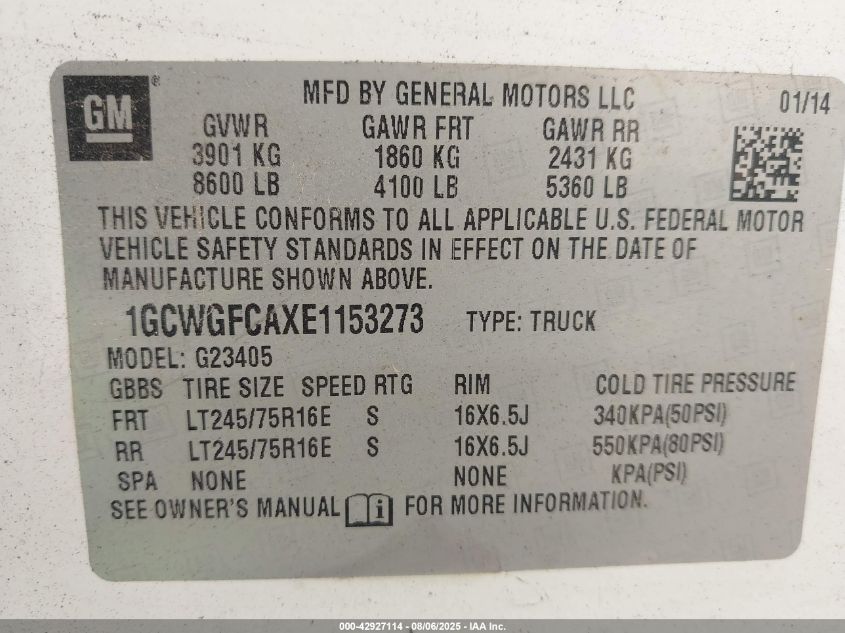 GM ®
MFD BY GENERAL MOTORS LLC 01/14
GVWR GAWR FRT GAWR RR
3901 KG 1860 KG 2431 KG
8600 LB 4100 LB 5360 LB
THIS VEHICLE CONFORMS TO ALL APPLICABLE U.S. FEDERAL MOTOR
VEHICLE SAFETY STANDARDS IN EFFECT ON THE DATE OF
MANUFACTURE SHOWN ABOVE.
1GCWGFCAXE1153273 TYPE: TRUCK
MODEL: G23405
GBBS TIRE SIZE SPEED RTG RIM COLD TIRE PRESSURE
FRT LT245/75R16E S 16X6.5J 340KPA(50PSI)
RR LT245/75R16E S 16X6.5J 550KPA(80PSI)
SPA NONE NONE KPA(PSI)
SEE OWNER'S MANUAL FOR MORE INFORMATION.
000-42927114 - 08/06/2025 - IAA Inc.